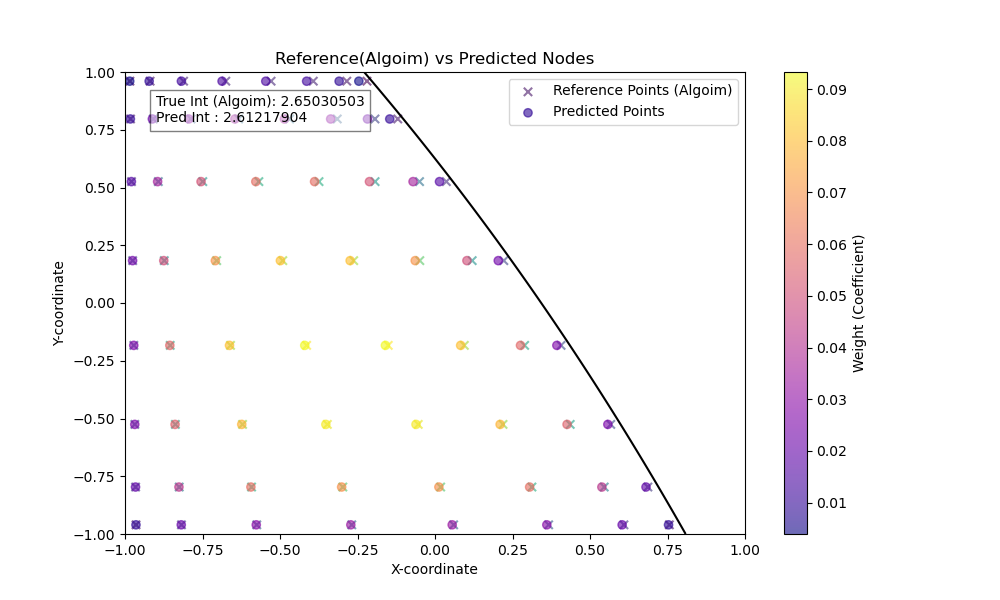 Reference(Algoim) vs Predicted Nodes
True Int (Algoim): 2.65030503
Pred Int : 2.61217904
Reference Points (Algoim)
Predicted Points
1.00
0.75
0.50
0.25
0.00
−0.25
−0.50
−0.75
−1.00
Y-coordinate
−1.00 −0.75 −0.50 −0.25 0.00 0.25 0.50 0.75 1.00
X-coordinate
0.09
0.08
0.07
0.06
0.05
0.04
0.03
0.02
0.01
Weight (Coefficient)